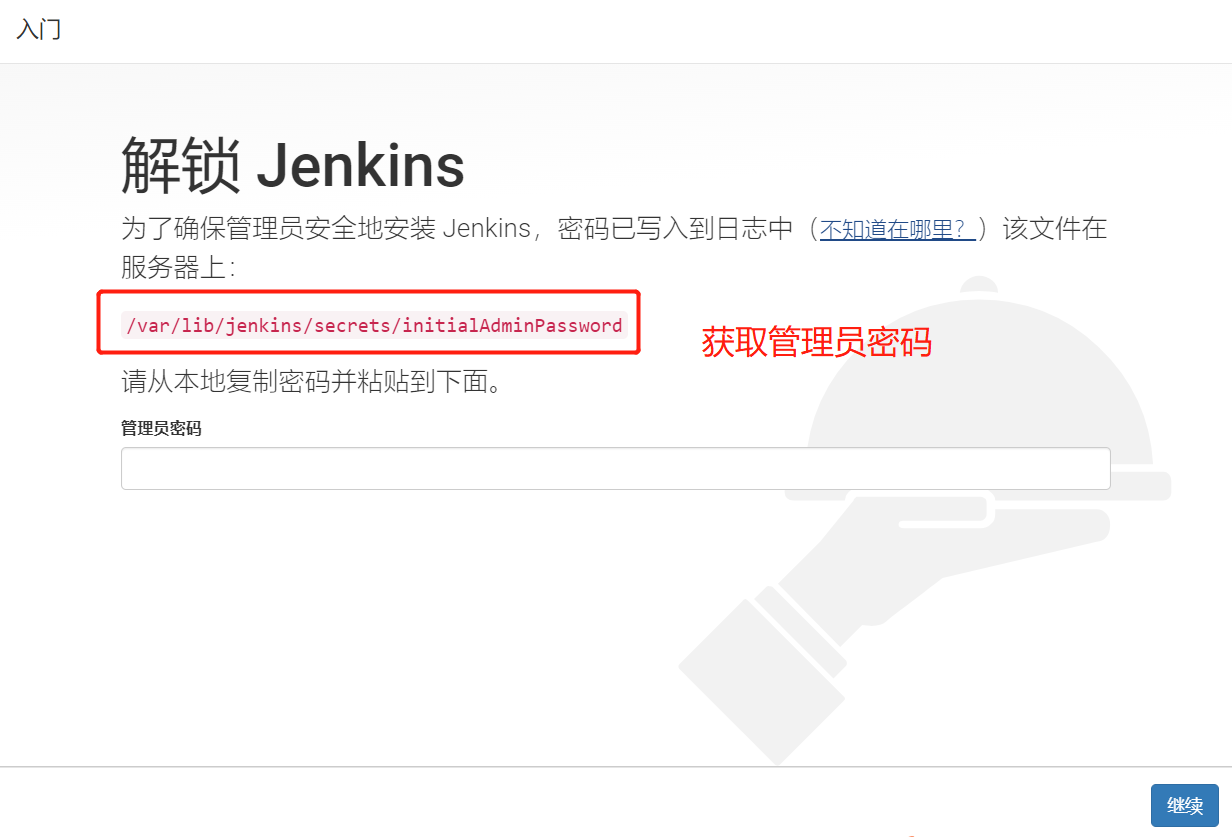 入门
解锁 Jenkins
为了确保管理员安全地安装 Jenkins，密码已写入到日志中（不知道在哪里？）该文件在
服务器上：
/var/lib/jenkins/secrets/initialAdminPassword
获取管理员密码
请从本地复制密码并粘贴到下面。
管理员密码
继续